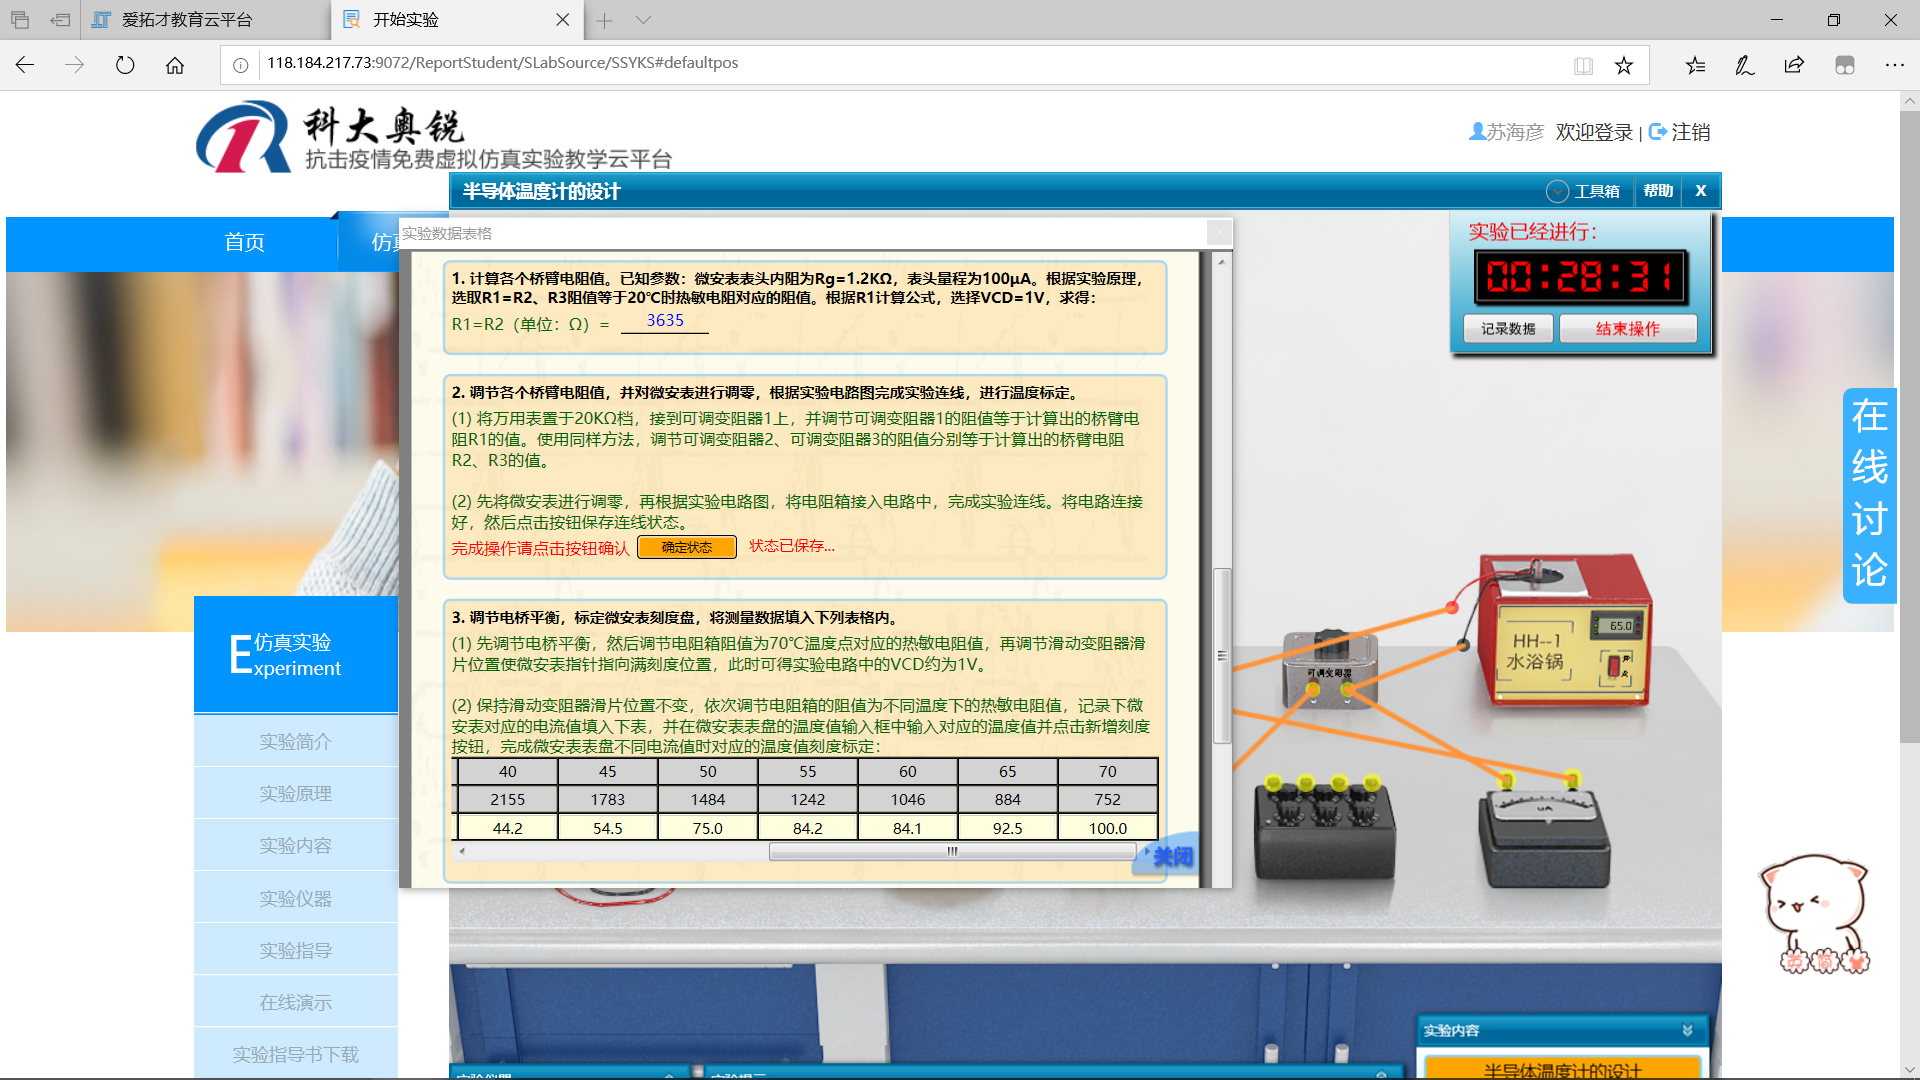 爱拓才教育云平台
开始实验
118.184.217.73:9072/ReportStudent/SLabSource/SSYKS#defaultpos
科大奥锐
抗击疫情免费虚拟仿真实验教学云平台
苏海彦 欢迎登录 | 注销
半导体温度计的设计
工具箱 帮助 X
首页
仿真
实验已经进行：
00:28:31
记录数据 结束操作
实验数据表格
1. 计算各个桥臂电阻值。已知参数：微安表表头内阻为Rg=1.2KΩ，表头量程为100μA。根据实验原理，
选取R1=R2、R3阻值等于20℃时热敏电阻对应的阻值。根据R1计算公式，选择VCD=1V，求得：
R1=R2（单位：Ω）= 3635
2. 调节各个桥臂电阻值，并对微安表进行调零，根据实验电路图完成实验连线，进行温度标定。
(1) 将万用表置于20KΩ档，接到可调变阻器1上，并调节可调变阻器1的阻值等于计算出的桥臂电
阻R1的值。使用同样方法，调节可调变阻器2、可调变阻器3的阻值分别等于计算出的桥臂电阻
R2、R3的值。
(2) 先将微安表进行调零，再根据实验电路图，将电阻箱接入电路中，完成实验连线。将电路连接
好，然后点击按钮保存连线状态。
完成操作请点击按钮确认 确定状态 状态已保存...
3. 调节电桥平衡，标定微安表刻度盘，将测量数据填入下列表格内。
(1) 先调节电桥平衡，然后调节电阻箱阻值为70℃温度点对应的热敏电阻值，再调节滑动变阻器滑
片位置使微安表指针指向满刻度位置，此时可得实验电路中的VCD约为1V。
(2) 保持滑动变阻器滑片位置不变，依次调节电阻箱的阻值为不同温度下的热敏电阻值，记录下微
安表对应的电流值填入下表，并在微安表表盘的温度值输入框中输入对应的温度值并点击新增刻度
按钮，完成微安表表盘不同电流值时对应的温度值刻度标定：
40 45 50 55 60 65 70
2155 1783 1484 1242 1046 884 752
44.2 54.5 75.0 84.2 84.1 92.5 100.0
关闭
可调变阻器
65.0
HH--1
水浴锅
uA
在
线
讨
论
E仿真实验
xperiment
实验简介
实验原理
实验内容
实验仪器
实验指导
在线演示
实验指导书下载
实验内容
半导体温度计的设计